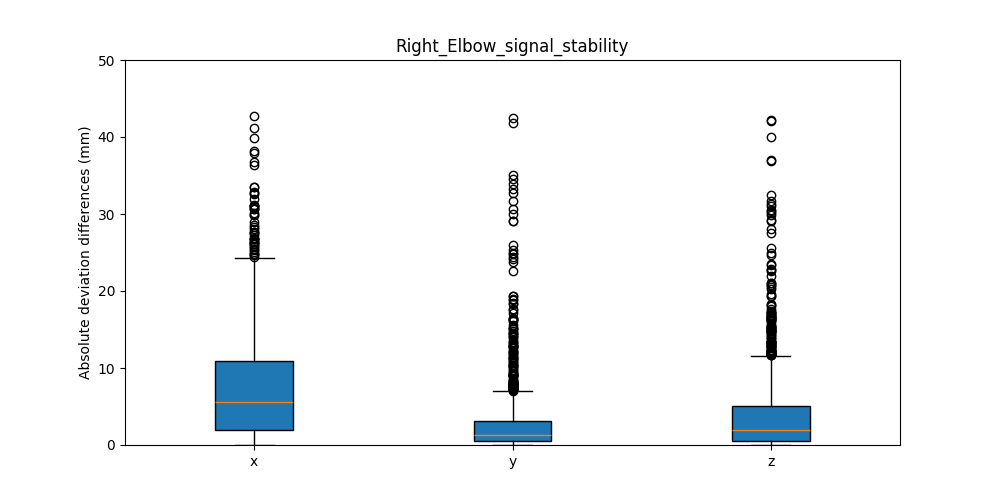 Right_Elbow_signal_stability
Absolute deviation differences (mm)
50
40
30
20
10
0
x y z